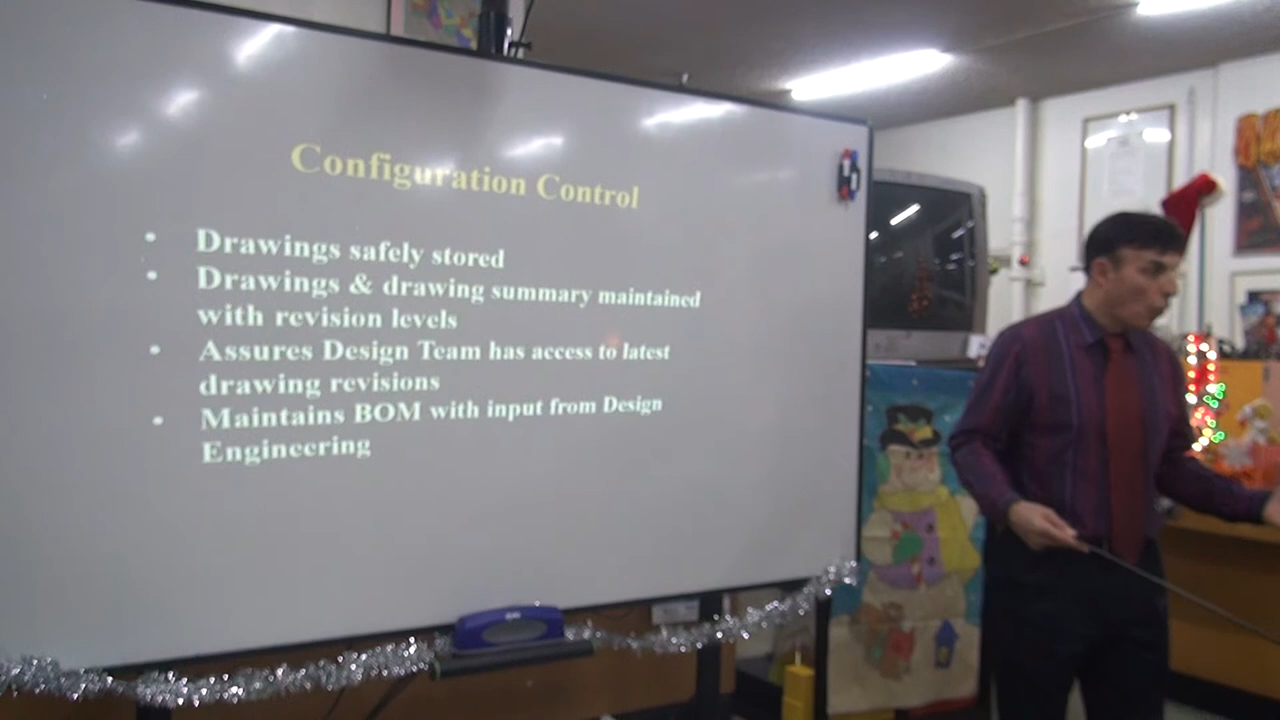 Configuration Control
• Drawings safely stored
• Drawings & drawing summary maintained
with revision levels
• Assures Design Team has access to latest
drawing revisions
• Maintains BOM with input from Design
Engineering